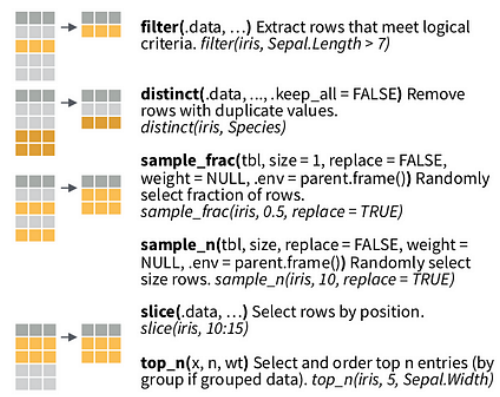 filter(.data, …) Extract rows that meet logical
criteria. filter(iris, Sepal.Length > 7)
distinct(.data, ..., .keep_all = FALSE) Remove
rows with duplicate values.
distinct(iris, Species)
sample_frac(tbl, size = 1, replace = FALSE,
weight = NULL, .env = parent.frame()) Randomly
select fraction of rows.
sample_frac(iris, 0.5, replace = TRUE)
sample_n(tbl, size, replace = FALSE, weight =
NULL, .env = parent.frame()) Randomly select
size rows. sample_n(iris, 10, replace = TRUE)
slice(.data, …) Select rows by position.
slice(iris, 10:15)
top_n(x, n, wt) Select and order top n entries (by
group if grouped data). top_n(iris, 5, Sepal.Width)